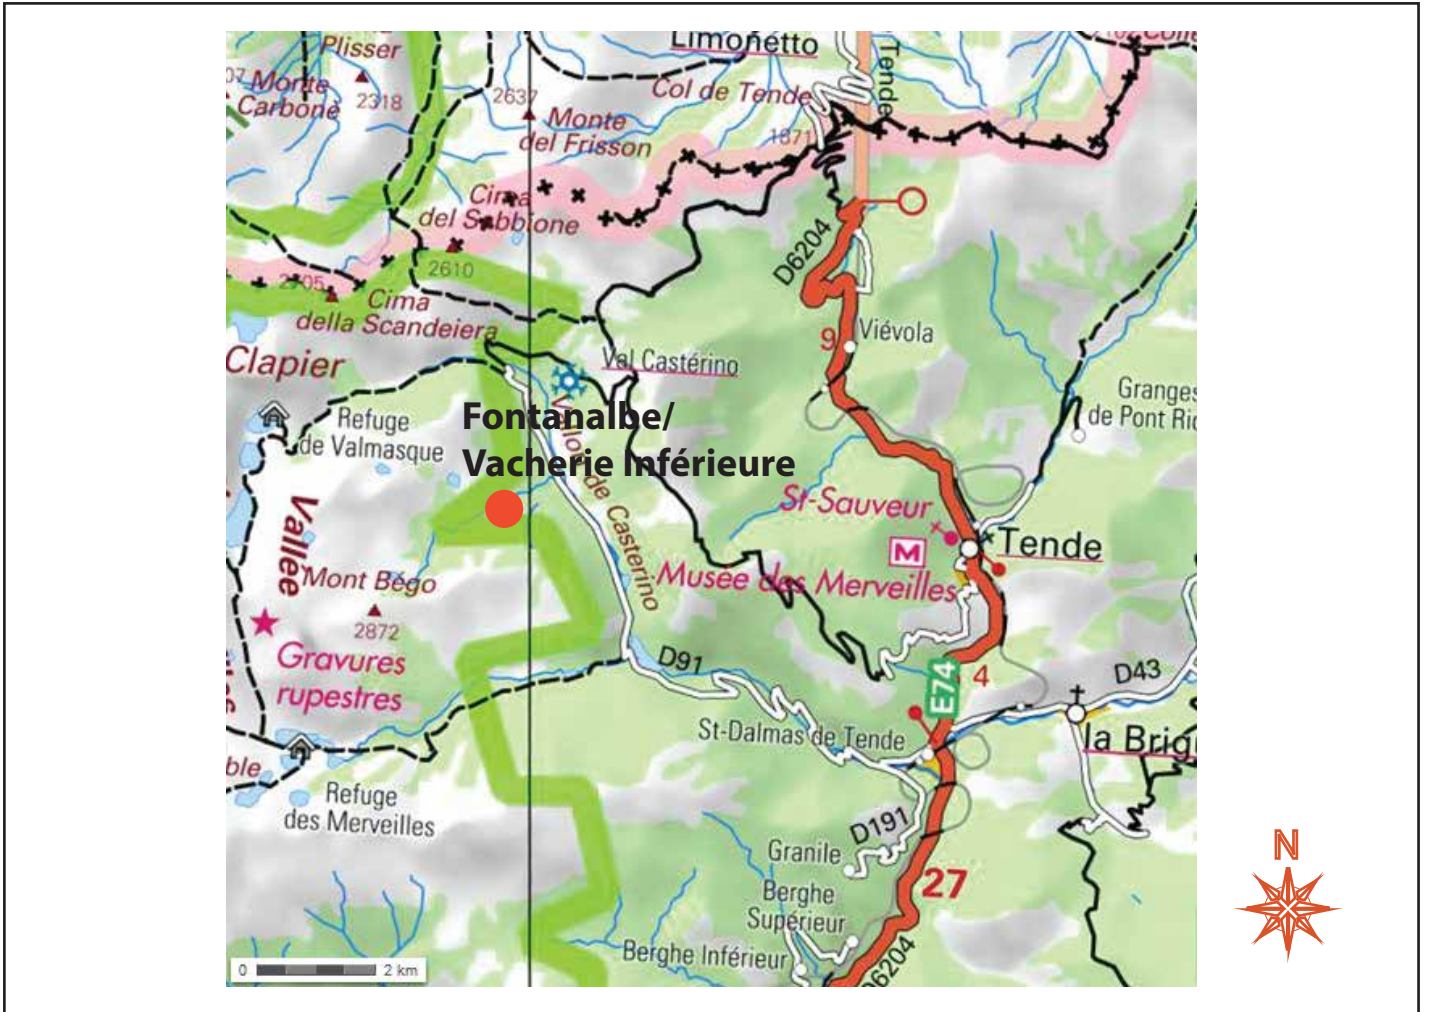 Limonetto
Plisser
2318
Monte
Carbone
2637
Monte
del Frisson
Col de Tende
1871
Tende
Cima
del Sabbione
2610
Cima
della Scandeiera
D6204
9
Viévola
Clapier
Val Castérino
Granges
Refuge
de Valmasque
Fontanalbe/
Vacherie Inférieure
Vallon de Casterino
St-Sauveur
M
Tende
Musée des Merveilles
Vallée
Mont Bégo
2872
Gravures
rupestres
D91
E74
4
D43
St-Dalmas de Tende
Refuge
des Merveilles
D191
Granile
27
Berghe
Supérieur
Berghe Inférieur
D6204
0 2 km
N